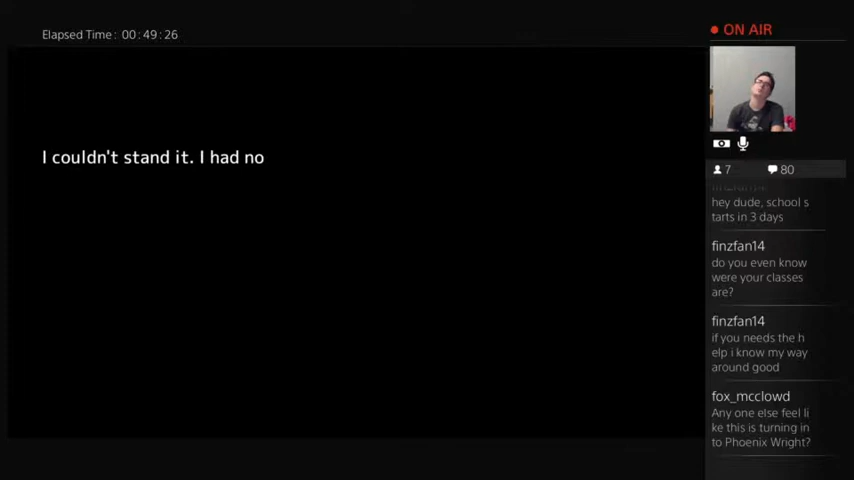 Elapsed Time: 00:49:26
ON AIR
I couldn't stand it. I had no
7
80
hey dude, school s
tarts in 3 days
finzfan14
do you even know
were your classes
are?
finzfan14
if you needs the h
elp i know my way
around good
fox_mcclowd
Any one else feel li
ke this is turning in
to Phoenix Wright?